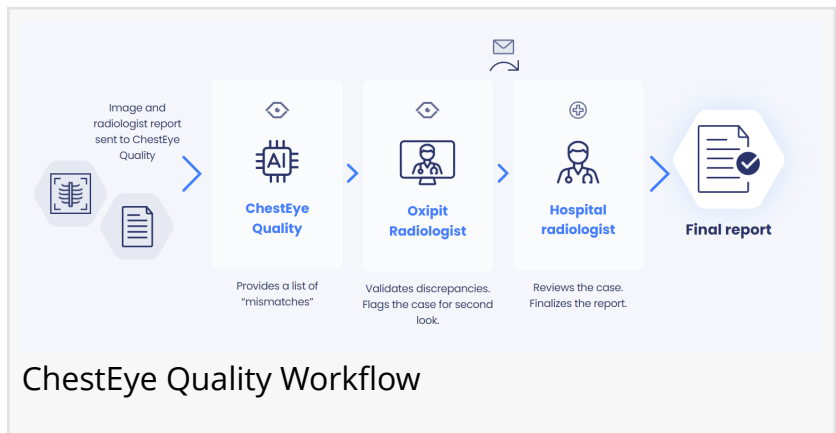 Image and
radiologist report
sent to ChestEye
Quality
AI
ChestEye
Quality
Provides a list of
“mismatches”
Oxipit
Radiologist
Validates discrepancies.
Flags the case for second
look.
Hospital
radiologist
Reviews the case.
Finalizes the report.
Final report
ChestEye Quality Workflow